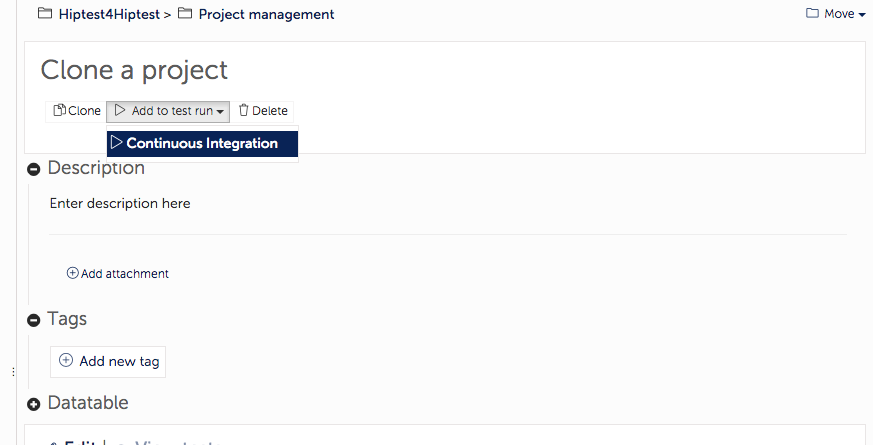 Hiptest4Hiptest > Project management Move
Clone a project
Clone Add to test run Delete
Continuous Integration
Description
Enter description here
Add attachment
Tags
Add new tag
Datatable
Edit